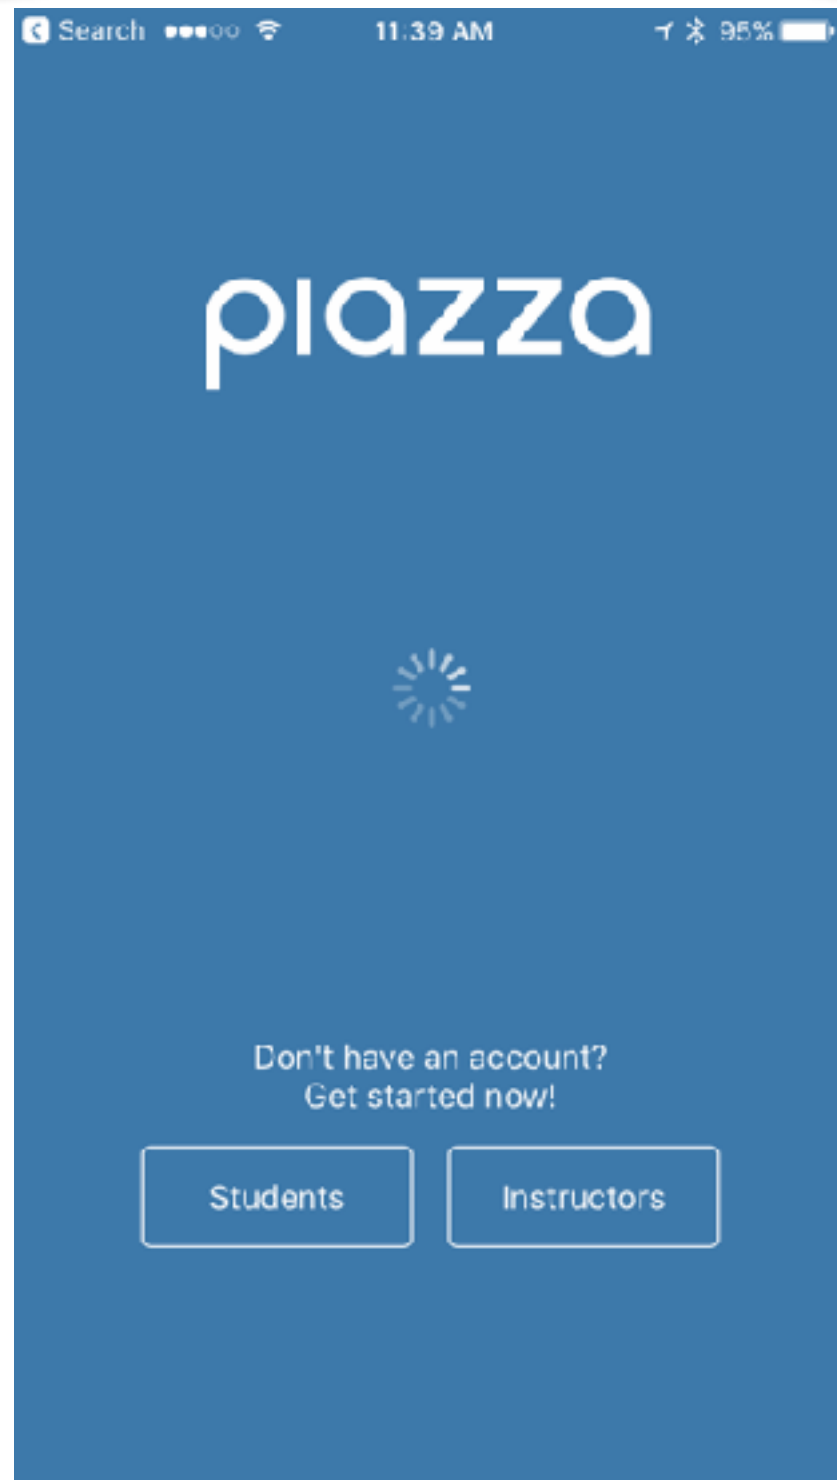 Search 11:39 AM 95%
piazza
Don't have an account?
Get started now!
Students Instructors